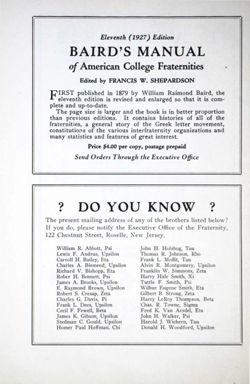 Eleventh (1927) Edition
BAIRD'S MANUAL
of American College Fraternities
Edited by FRANCIS W. SHEPARDSON
FIRST published in 1879 by William Raimond Baird, the
eleventh edition is revised and enlarged so that it is com-
plete and up-to-date.
The page size is larger and the book is in better proportion
than previous editions. It contains histories of all of the
fraternities, a general story of the Greek letter movement,
constitutions of the various interfraternity organizations and
many statistics and features of great interest.
Price $4.00 per copy, postage prepaid
Send Orders Through the Executive Office
? DO YOU KNOW ?
The present mailing address of any of the brothers listed below?
If you do, please notify the Executive Office of the Fraternity,
122 Chestnut Street, Roselle, New Jersey.
William R. Abbott, Psi
Lewis F. Andrus, Upsilon
Carroll H. Bailey, Eta
Charles A. Biemend, Upsilon
Richard V. Bishopp, Eta
Rober H. Bennett, Psi
James A. Brooks, Upsilon
E. Raymond Brown, Upsilon
Robert S. Cresap, Zeta
Charles G. Davis, Pi
Frank L. Dees, Upsilon
Cecil F. Fewell, Beta
James K. Gibson, Upsilon
Stedman C. Gould, Upsilon
Homer Paul Hoffman, Chi
John H. Holzbog, Tau
Thomas R. Johnson, Rho
Frank L. Moffit, Tau
Alvin R. Montgomery, Upsilon
Franklin W. Simmons, Zeta
Harry Hale Smith, Xi
Tuttle F. Smith, Psi
Wilbur Eugene Smith, Eta
Gilbert B. Strong, Zeta
Harry LeRoy Thompson, Beta
Chas. R. Towne, Sigma
Fred K. Van Arsdel, Eta
John H. Walker, Psi
Harold J. Withers, Tau
Donald H. Woodford, Upsilon